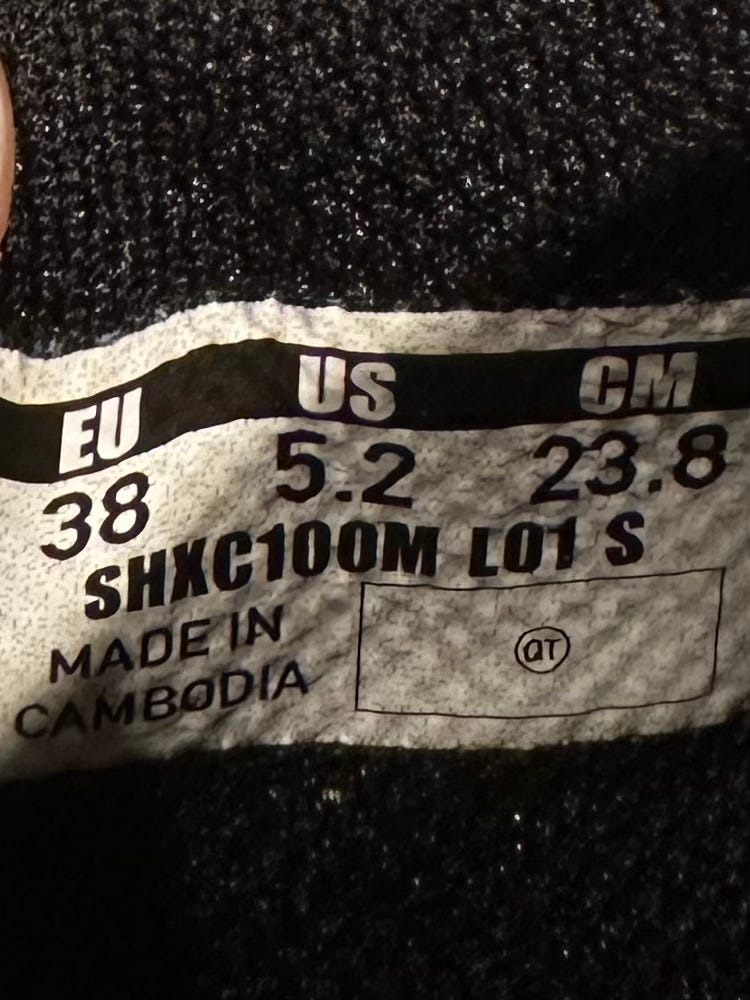 EU US CM
38 5.2 23.8
SHXC100M L01 S
MADE IN
CAMBODIA
QT